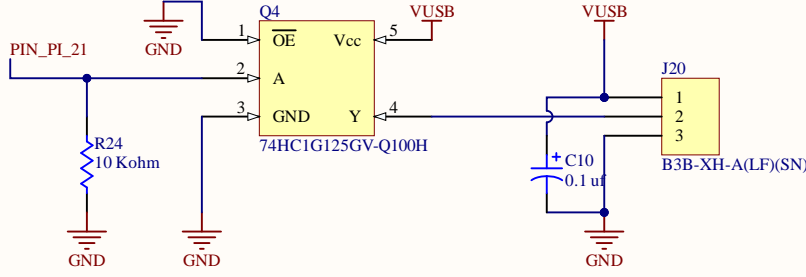 Q4
VUSB
VUSB
1
OE
Vcc
5
GND
PIN_PI_21
J20
2
A
1
3
GND
Y
4
2
3
R24
10 Kohm
74HC1G125GV-Q100H
+
C10
0.1 uf
B3B-XH-A(LF)(SN)
GND
GND
GND